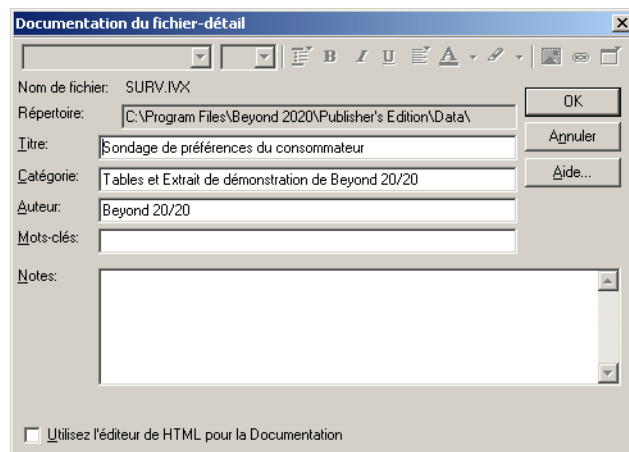 Documentation du fichier-détail
Nom de fichier: SURV.IVX
Répertoire: C:\Program Files\Beyond 2020\Publisher's Edition\Data\
OK
Titre: Sondage de préférences du consommateur
Annuler
Catégorie: Tables et Extrait de démonstration de Beyond 20/20
Aide...
Auteur: Beyond 20/20
Mots-clés:
Notes:
Utilisez l'éditeur de HTML pour la Documentation